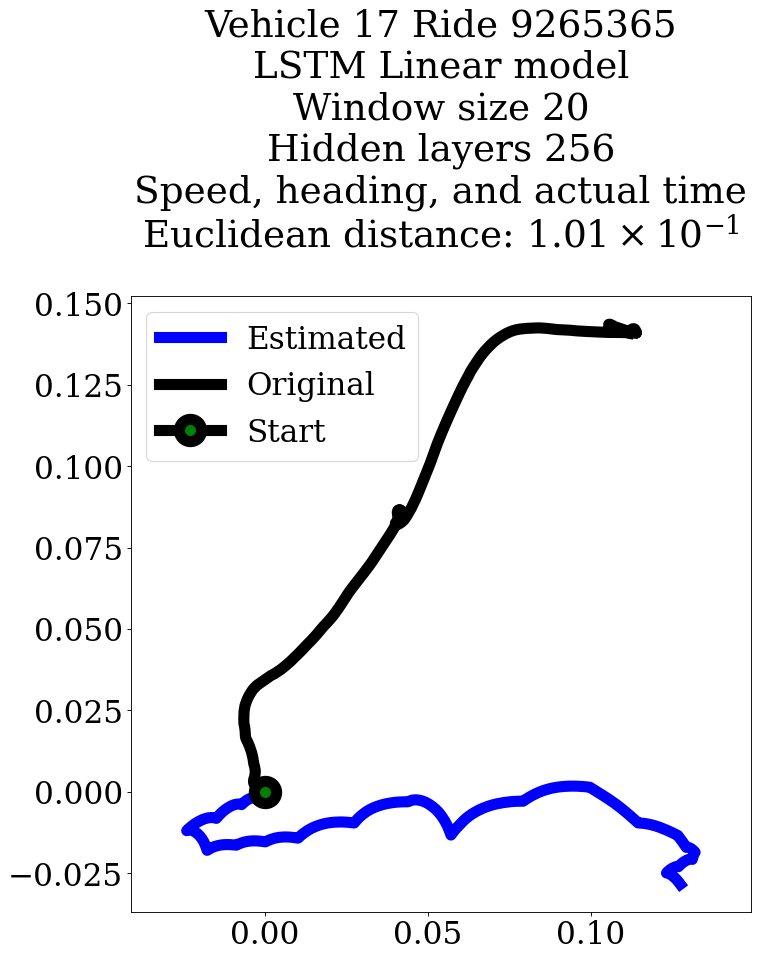 Vehicle 17 Ride 9265365
LSTM Linear model
Window size 20
Hidden layers 256
Speed, heading, and actual time
Euclidean distance: 1.01 × 10⁻¹
0.150
0.125
0.100
0.075
0.050
0.025
0.000
−0.025
Estimated
Original
Start
0.00 0.05 0.10